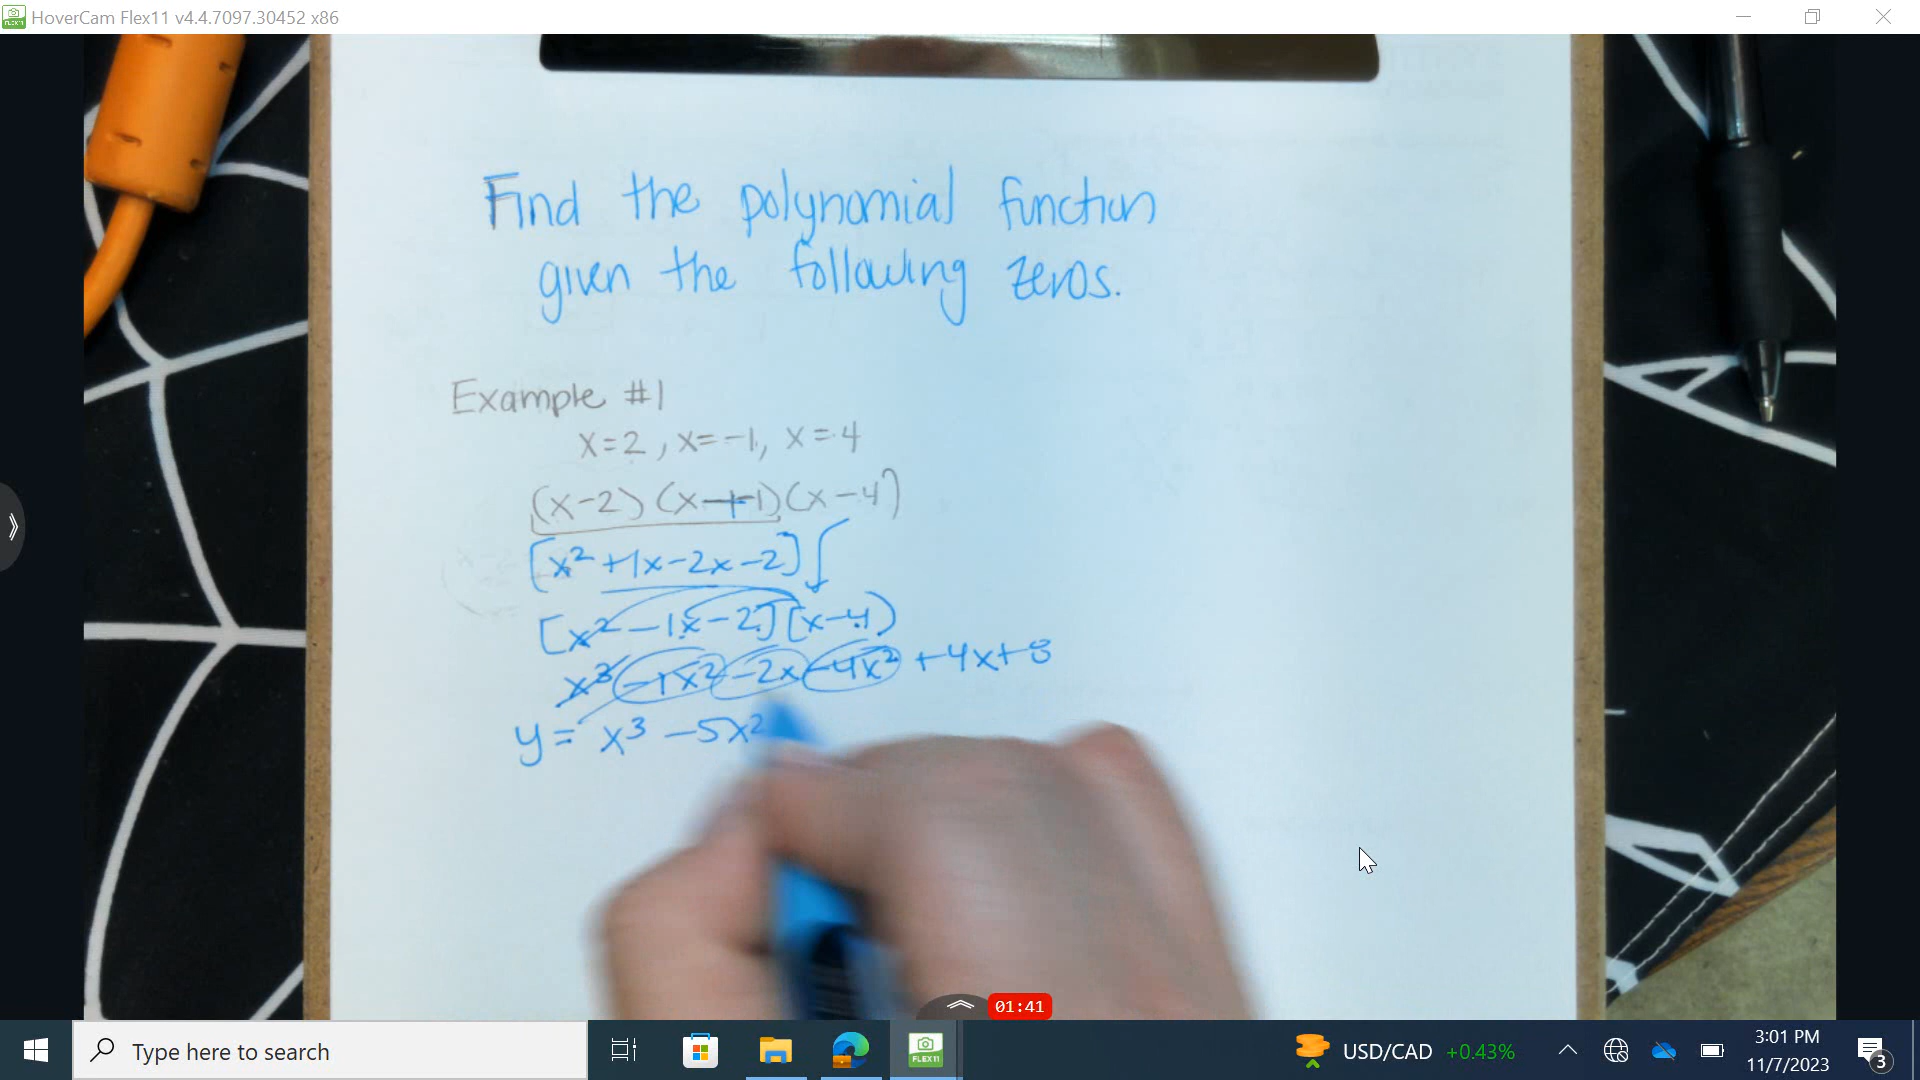 HoverCam Flex11 v4.4.7097.30452 x86
Find the polynomial function
given the following zeros.
Example #1
x=2, x=-1, x=4
(x-2)(x+1)(x-4)
[x²+1x-2x-2]
[x²-1x-2][x-4)
x³-1x²-2x-4x²+4x+8
y= x³-5x²
01:41
Type here to search
FLEX11
USD/CAD +0.43%
3:01 PM
11/7/2023
3